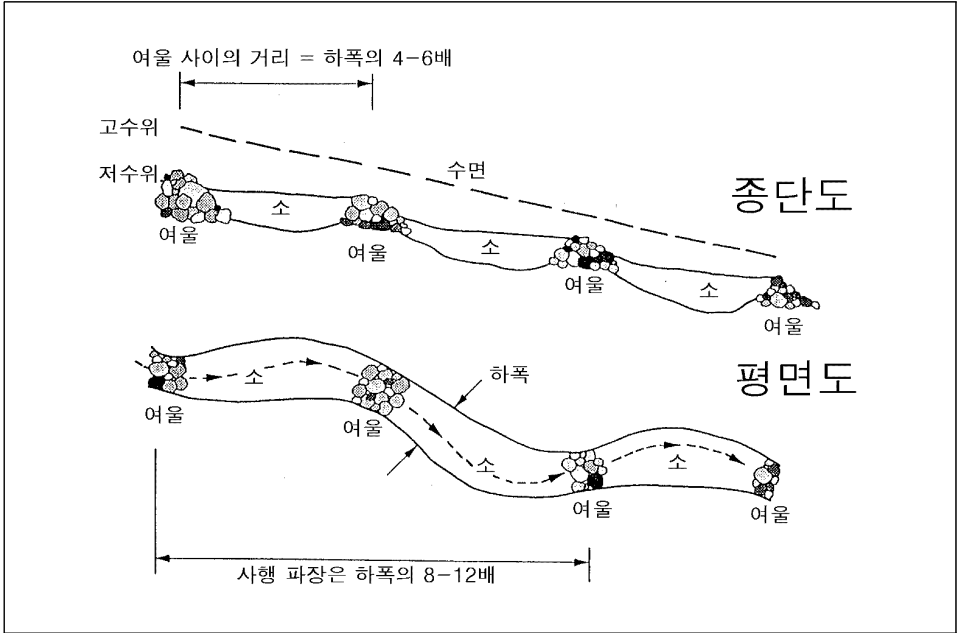 여울 사이의 거리 = 하폭의 4-6배
고수위
저수위
수면
종단도
소
여울
여울
소
여울
소
여울
평면도
하폭
소
여울
여울
소
소
여울
여울
사행 파장은 하폭의 8-12배